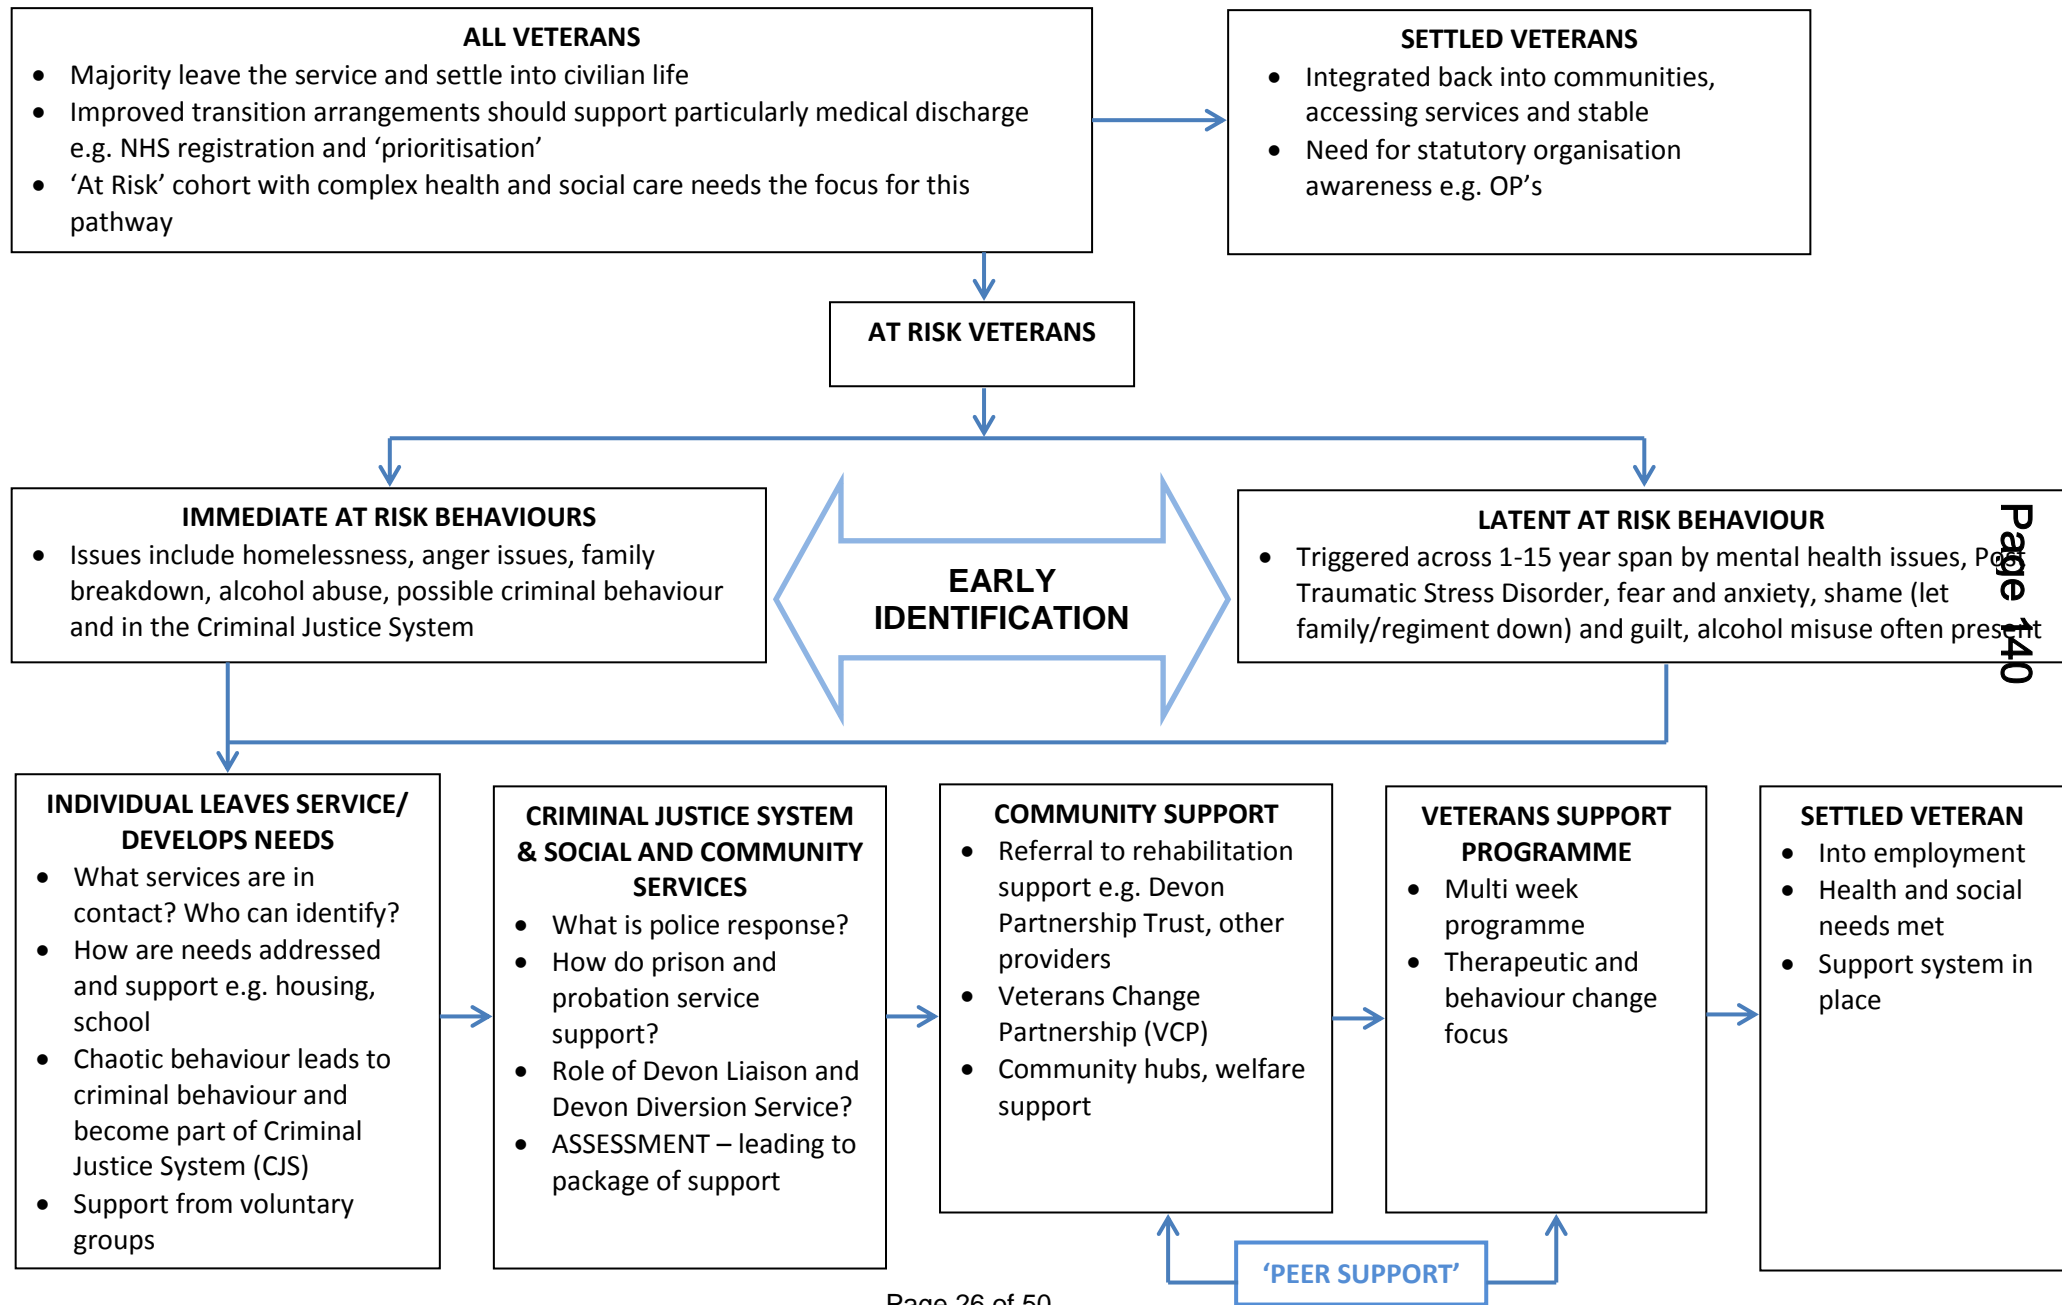 ALL VETERANS
• Majority leave the service and settle into civilian life
• Improved transition arrangements should support particularly medical discharge
e.g. NHS registration and ‘prioritisation’
• ‘At Risk’ cohort with complex health and social care needs the focus for this
pathway
SETTLED VETERANS
• Integrated back into communities,
accessing services and stable
• Need for statutory organisation
awareness e.g. OP’s
AT RISK VETERANS
IMMEDIATE AT RISK BEHAVIOURS
• Issues include homelessness, anger issues, family
breakdown, alcohol abuse, possible criminal behaviour
and in the Criminal Justice System
EARLY
IDENTIFICATION
LATENT AT RISK BEHAVIOUR
• Triggered across 1-15 year span by mental health issues, Post
Traumatic Stress Disorder, fear and anxiety, shame (let
family/regiment down) and guilt, alcohol misuse often present
Page 140
INDIVIDUAL LEAVES SERVICE/
DEVELOPS NEEDS
• What services are in
contact? Who can identify?
• How are needs addressed
and support e.g. housing,
school
• Chaotic behaviour leads to
criminal behaviour and
become part of Criminal
Justice System (CJS)
• Support from voluntary
groups
CRIMINAL JUSTICE SYSTEM
& SOCIAL AND COMMUNITY
SERVICES
• What is police response?
• How do prison and
probation service
support?
• Role of Devon Liaison and
Devon Diversion Service?
• ASSESSMENT – leading to
package of support
COMMUNITY SUPPORT
• Referral to rehabilitation
support e.g. Devon
Partnership Trust, other
providers
• Veterans Change
Partnership (VCP)
• Community hubs, welfare
support
VETERANS SUPPORT
PROGRAMME
• Multi week
programme
• Therapeutic and
behaviour change
focus
SETTLED VETERAN
• Into employment
• Health and social
needs met
• Support system in
place
‘PEER SUPPORT’
Page 26 of 50